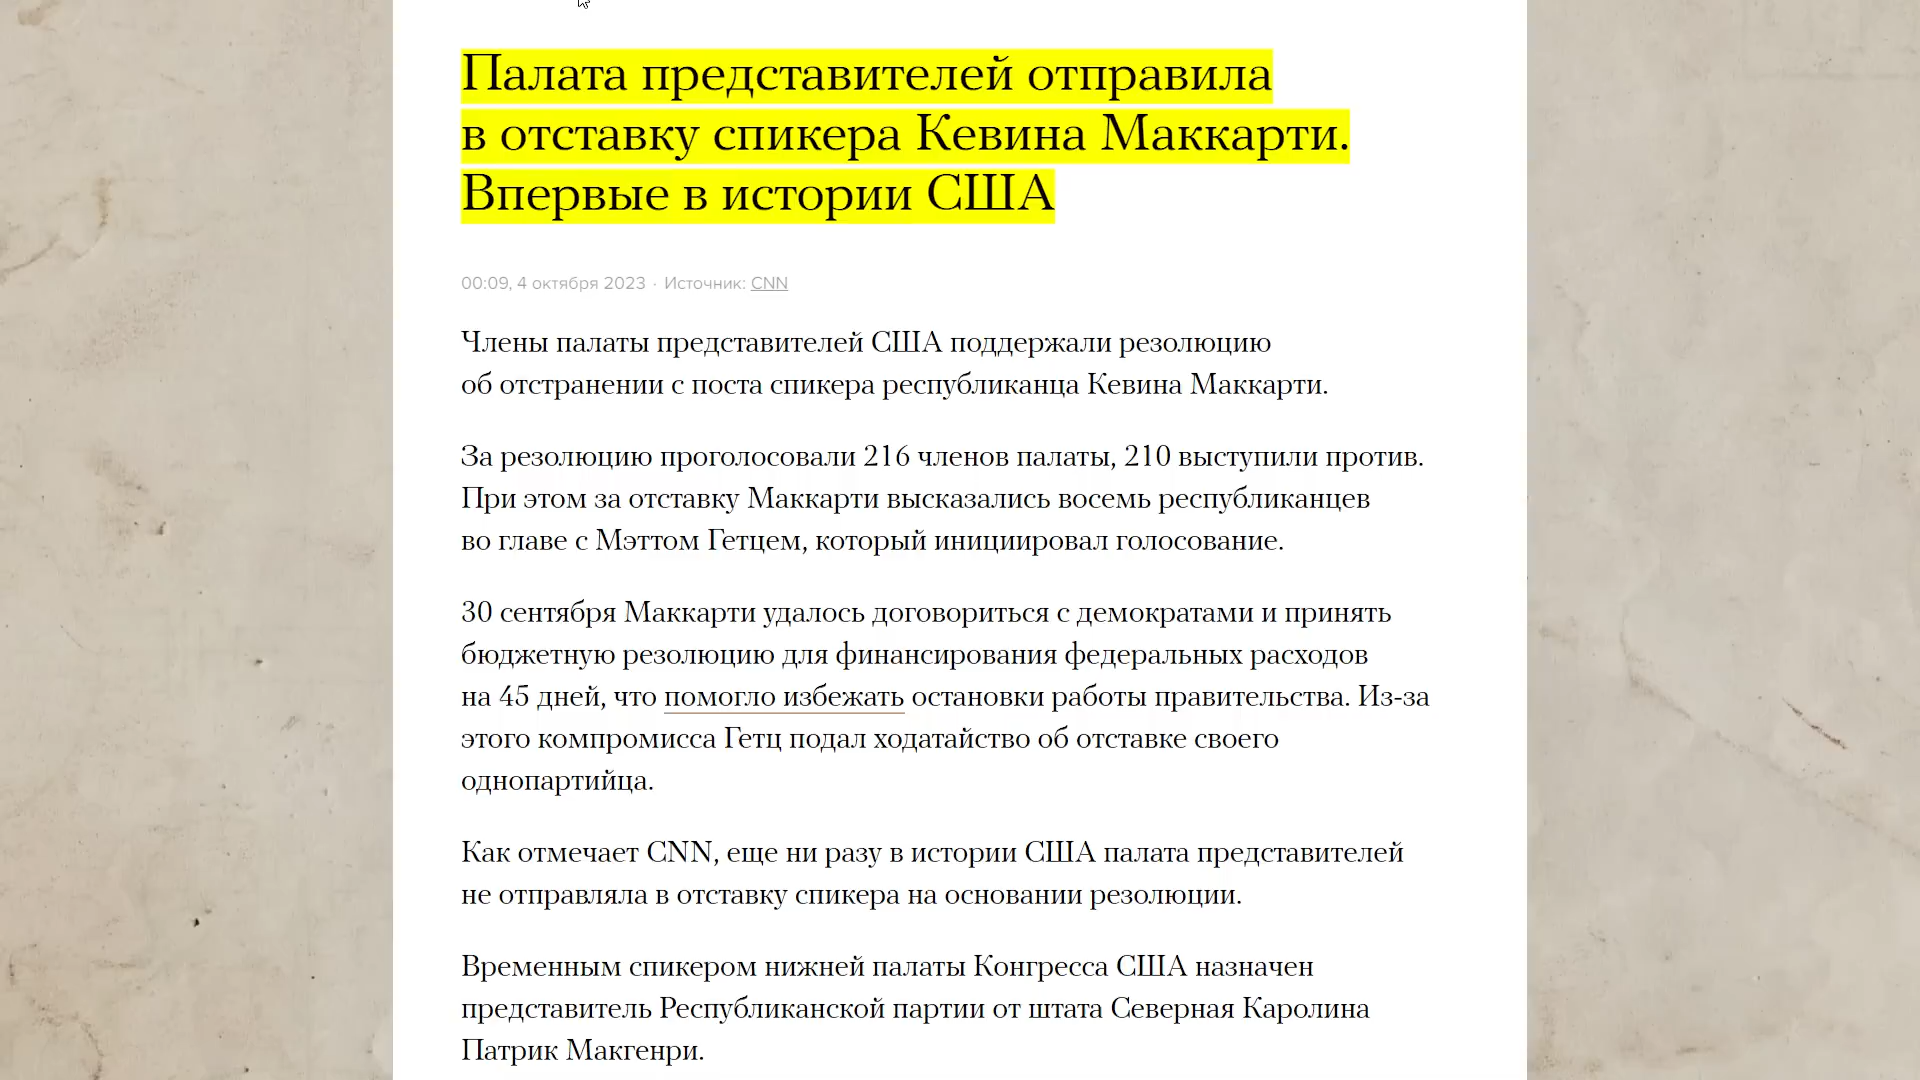 Палата представителей отправила
в отставку спикера Кевина Маккарти.
Впервые в истории США
00:09, 4 октября 2023 · Источник: CNN
Члены палаты представителей США поддержали резолюцию
об отстранении с поста спикера республиканца Кевина Маккарти.
За резолюцию проголосовали 216 членов палаты, 210 выступили против.
При этом за отставку Маккарти высказались восемь республиканцев
во главе с Мэттом Гетцем, который инициировал голосование.
30 сентября Маккарти удалось договориться с демократами и принять
бюджетную резолюцию для финансирования федеральных расходов
на 45 дней, что помогло избежать остановки работы правительства. Из-за
этого компромисса Гетц подал ходатайство об отставке своего
однопартийца.
Как отмечает CNN, еще ни разу в истории США палата представителей
не отправляла в отставку спикера на основании резолюции.
Временным спикером нижней палаты Конгресса США назначен
представитель Республиканской партии от штата Северная Каролина
Патрик Макгенри.